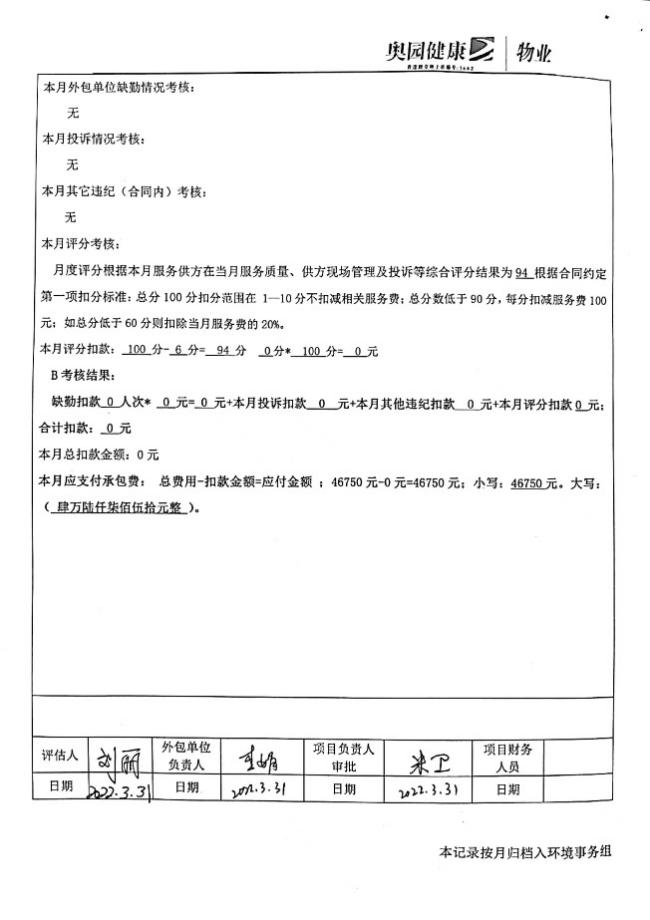 奥园健康 物业
本月外包单位缺勤情况考核：
无
本月投诉情况考核：
无
本月其它违纪（合同内）考核：
无
本月评分考核：
月度评分根据本月服务供方在当月服务质量、供方现场管理及投诉等综合评分结果为 94 根据合同约定
第一项扣分标准：总分 100 分扣分范围在 1—10 分不扣减相关服务费；总分数低于 90 分，每分扣减服务费 100
元；如总分低于 60 分则扣除当月服务费的 20%。
本月评分扣款： 100 分- 6 分= 94 分 0 分* 100 分= 0 元
B 考核结果：
缺勤扣款 0 人次* 0 元= 0 元+本月投诉扣款 0 元+本月其他违纪扣款 0 元+本月评分扣款 0 元；
合计扣款： 0 元
本月总扣款金额：0 元
本月应支付承包费： 总费用-扣款金额=应付金额 ；46750 元-0 元=46750 元；小写：46750 元。大写：
（ 肆万陆仟柒佰伍拾元整 ）。
评估人 刘丽 外包单位负责人 项目负责人审批 项目财务人员
日期 2022.3.31 日期 2022.3.31 日期 2022.3.31 日期
本记录按月归档入环境事务组